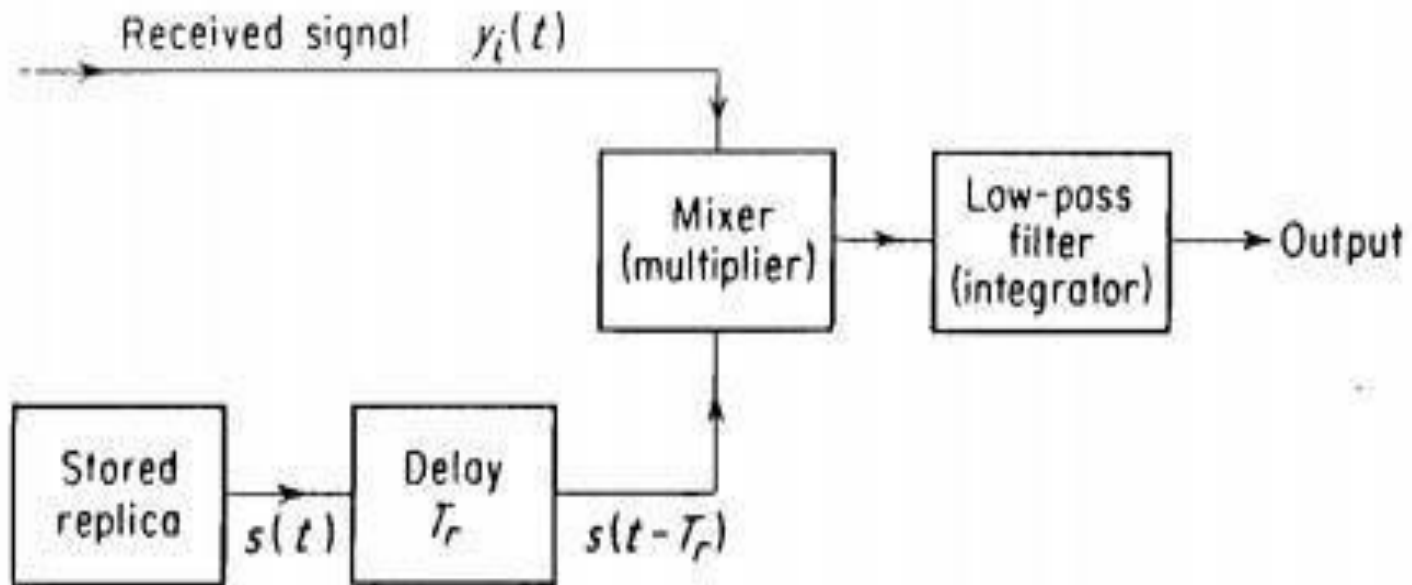 Received signal y_i(t)
Mixer
(multiplier)
Low-pass
filter
(integrator)
Output
Stored
replica
s(t)
Delay
T_r
s(t-T_r)